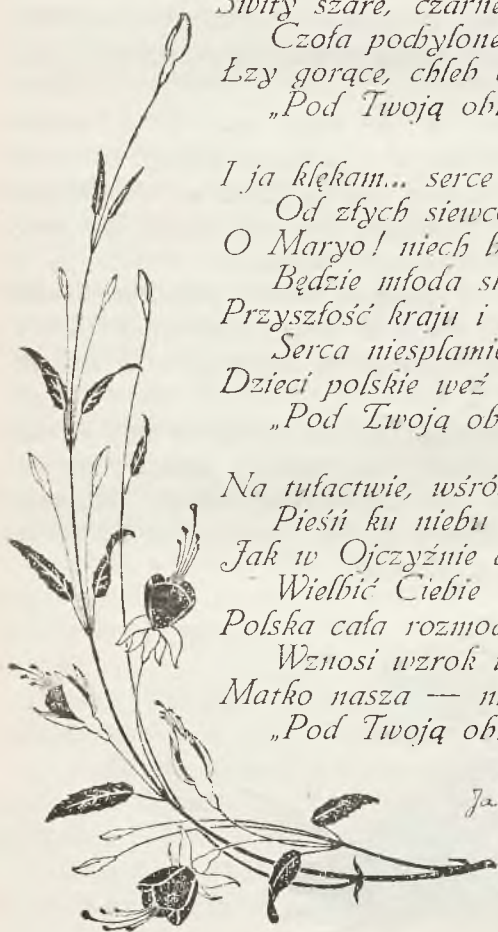 Świty szare, czarne
Czoła pochylone
Łzy gorące, chleb
„Pod Twoją ob
I ja klękam... serce
Od złych siewc
O Maryo! niech b
Będzie młoda
Przyszłość kraju i
Serca niesplami
Dzieci polskie weź
„Pod Twoją ob
Na tułactwie, wśró
Pieśń ku niebu
Jak w Ojczyźnie
Wielbić Ciebie
Polska cała rozmod
Wznosi wzrok
Matko nasza — n
„Pod Twoją ob
Ja